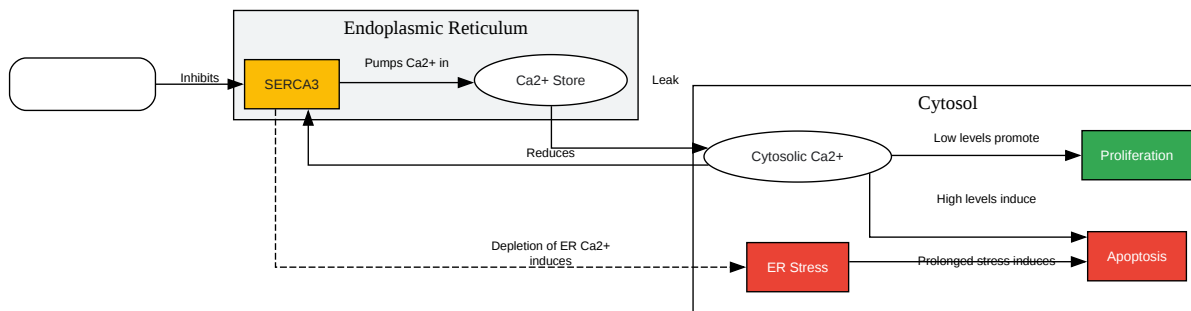 Endoplasmic Reticulum
Inhibits
SERCA3
Pumps Ca2+ in
Ca2+ Store
Leak
Cytosol
Reduces
Cytosolic Ca2+
Low levels promote
Proliferation
High levels induce
Depletion of ER Ca2+
induces
ER Stress
Prolonged stress induces
Apoptosis